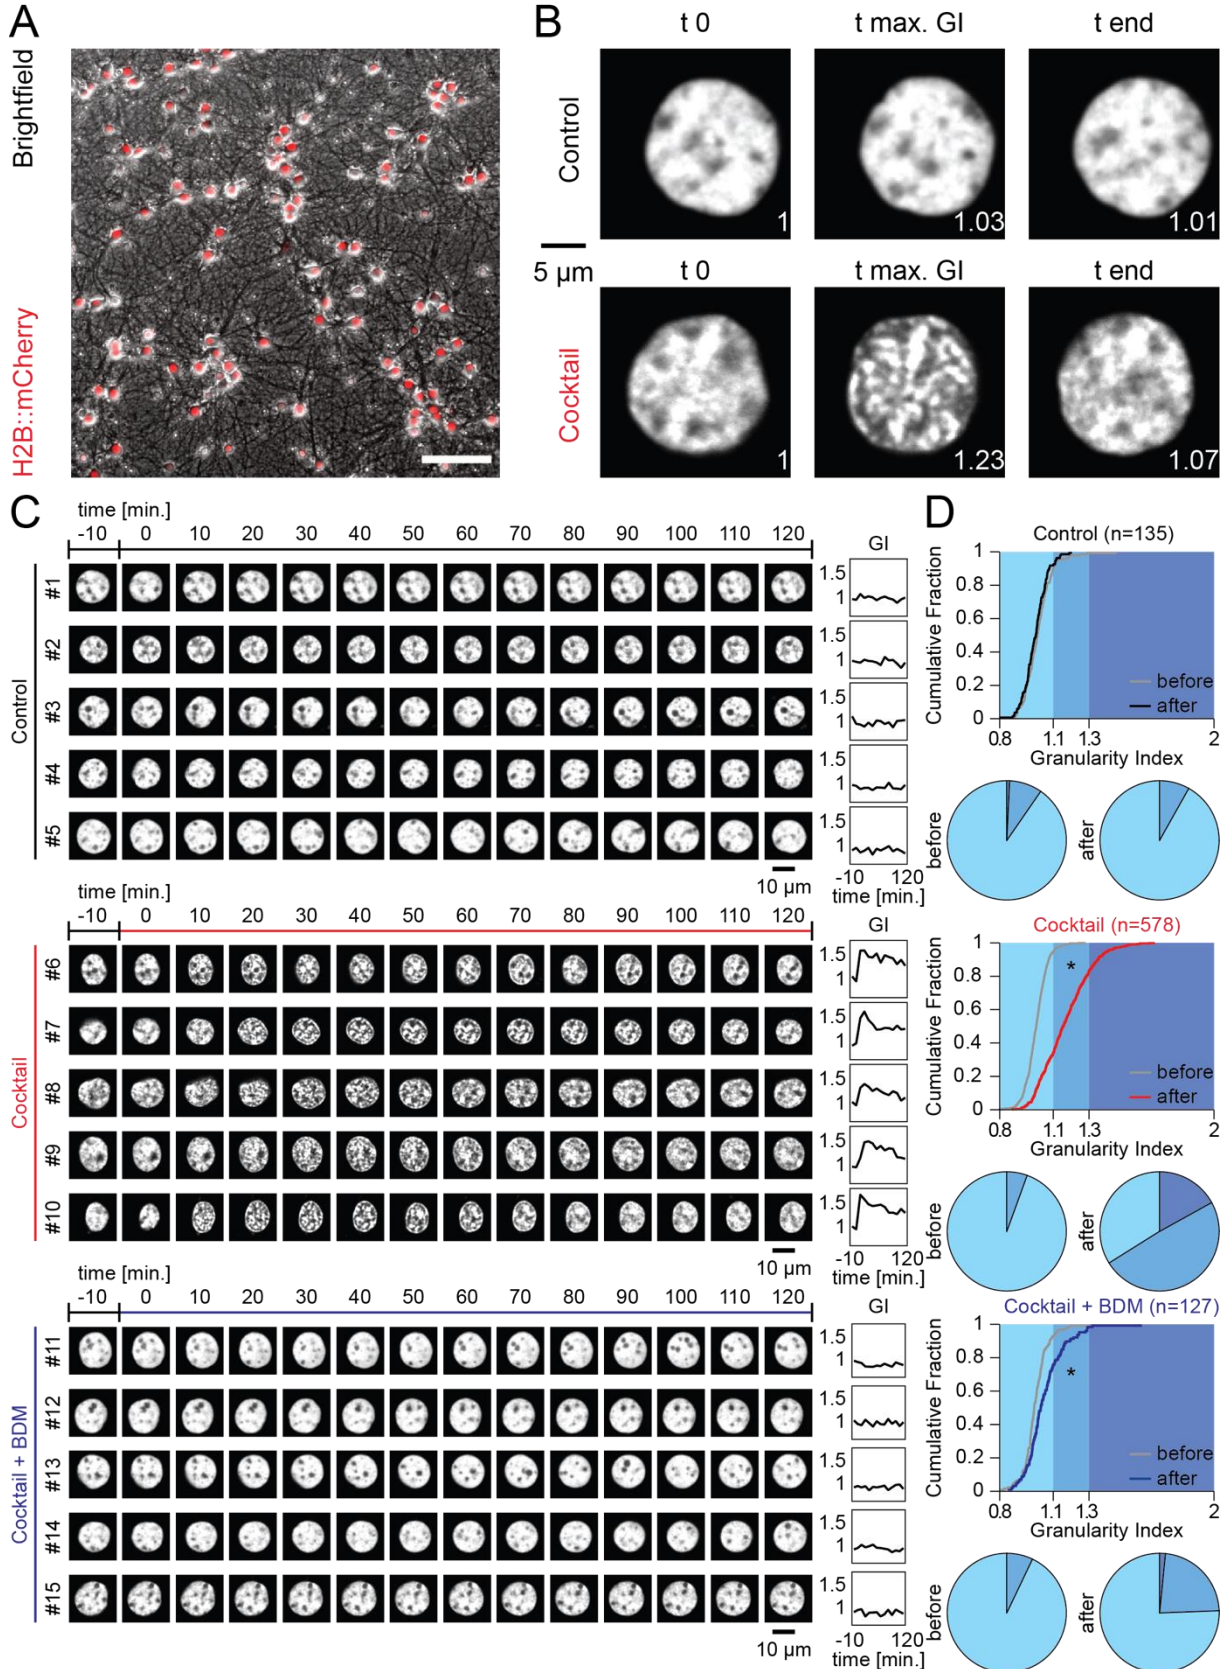 A
Brightfield
H2B::mCherry
B
t 0
t max. GI
t end
Control
1
1.03
1.01
5 µm
t 0
t max. GI
t end
Cocktail
1
1.23
1.07
C
time [min.]
-10 0 10 20 30 40 50 60 70 80 90 100 110 120
GI
Control
#1
1.5
1
#2
1.5
1
#3
1.5
1
#4
1.5
1
#5
1.5
1
-10 120
time [min.]
10 µm
time [min.]
-10 0 10 20 30 40 50 60 70 80 90 100 110 120
GI
Cocktail
#6
1.5
1
#7
1.5
1
#8
1.5
1
#9
1.5
1
#10
1.5
1
-10 120
time [min.]
10 µm
time [min.]
-10 0 10 20 30 40 50 60 70 80 90 100 110 120
GI
Cocktail + BDM
#11
1.5
1
#12
1.5
1
#13
1.5
1
#14
1.5
1
#15
1.5
1
-10 120
time [min.]
10 µm
D
Control (n=135)
Cumulative Fraction
1
0.8
0.6
0.4
0.2
0
before
after
0.8 1.1 1.3 2
Granularity Index
before
after
Cocktail (n=578)
Cumulative Fraction
1
0.8
0.6
0.4
0.2
0
*
before
after
0.8 1.1 1.3 2
Granularity Index
before
after
Cocktail + BDM (n=127)
Cumulative Fraction
1
0.8
0.6
0.4
0.2
0
*
before
after
0.8 1.1 1.3 2
Granularity Index
before
after